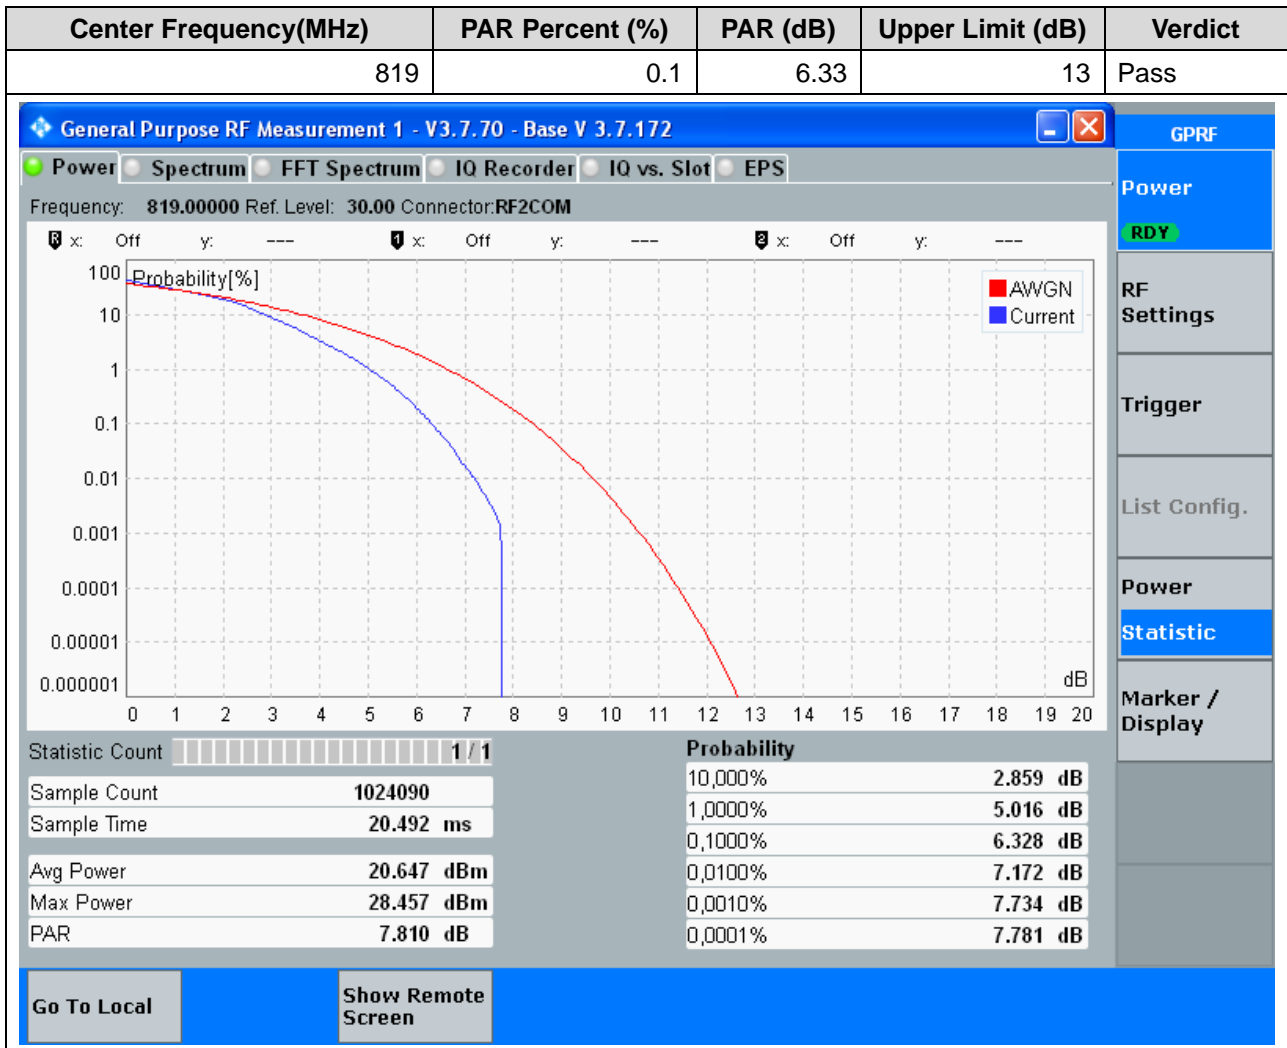 Center Frequency(MHz) PAR Percent (%) PAR (dB) Upper Limit (dB) Verdict
819 0.1 6.33 13 Pass
General Purpose RF Measurement 1 - V3.7.70 - Base V 3.7.172
GPRF
Power Spectrum FFT Spectrum IQ Recorder IQ vs. Slot EPS
Power
RDY
Frequency: 819.00000 Ref. Level: 30.00 Connector:RF2COM
R x: Off y: --- 1 x: Off y: --- 2 x: Off y: ---
Probability[%]
100
10
1
0.1
0.01
0.001
0.0001
0.00001
0.000001
AWGN
Current
dB
0 1 2 3 4 5 6 7 8 9 10 11 12 13 14 15 16 17 18 19 20
RF
Settings
Trigger
List Config.
Power
Statistic
Marker /
Display
Statistic Count 1 / 1
Sample Count 1024090
Sample Time 20.492 ms
Avg Power 20.647 dBm
Max Power 28.457 dBm
PAR 7.810 dB
Probability
10,000% 2.859 dB
1,0000% 5.016 dB
0,1000% 6.328 dB
0,0100% 7.172 dB
0,0010% 7.734 dB
0,0001% 7.781 dB
Go To Local
Show Remote
Screen